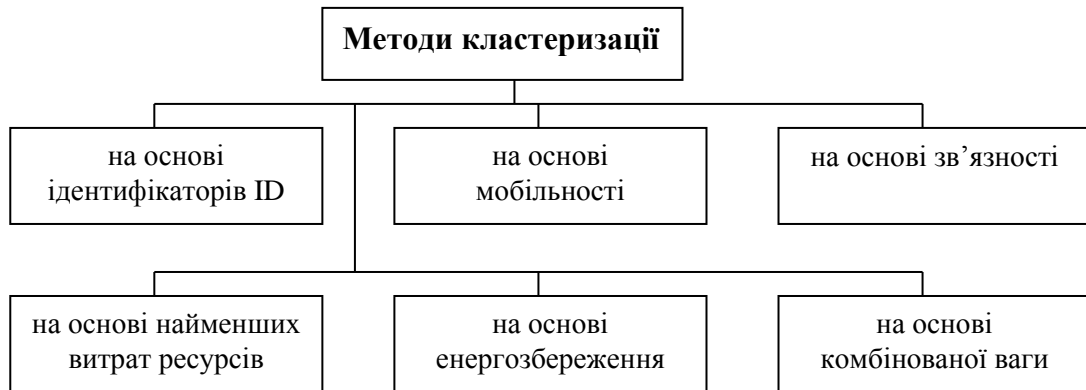 Методи кластеризації
на основі
ідентифікаторів ID
на основі
мобільності
на основі зв’язності
на основі найменших
витрат ресурсів
на основі
енергозбереження
на основі
комбінованої ваги